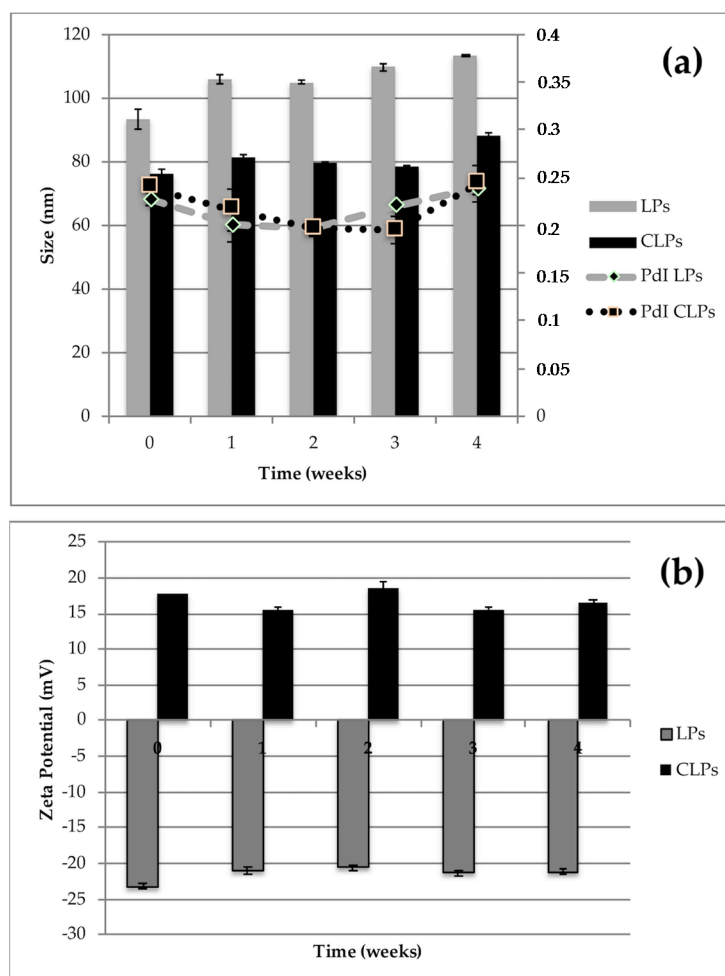 (a)
120
100
80
60
40
20
0
Size (nm)
0.4
0.35
0.3
0.25
0.2
0.15
0.1
0.05
0
0 1 2 3 4
Time (weeks)
LPs
CLPs
PdI LPs
PdI CLPs
(b)
25
20
15
10
5
0
-5
-10
-15
-20
-25
-30
Zeta Potential (mV)
0 1 2 3 4
Time (weeks)
LPs
CLPs